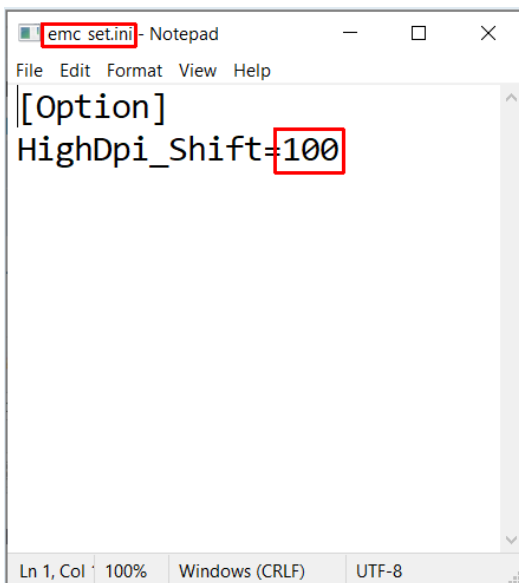 emc set.ini - Notepad
File Edit Format View Help
[Option]
HighDpi_Shift=100
Ln 1, Col 100% Windows (CRLF) UTF-8